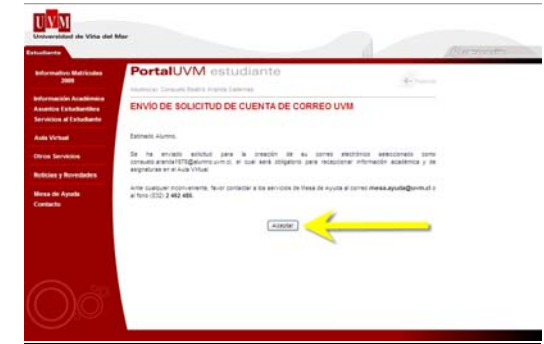 UVM
Universidad de Viña del Mar
Estudiante
Informativo Matrículas
2009
Información Académica
Asuntos Estudiantiles
Servicios al Estudiante
Aula Virtual
Otros Servicios
Noticias y Novedades
Mesa de Ayuda
Contacto
PortalUVM estudiante
ENVÍO DE SOLICITUD DE CUENTA DE CORREO UVM
Estimado Alumno,
Se ha enviado solicitud para la creación de su correo electrónico seleccionado como
el cual será obligatorio para recepcionar información académica y de
asignaturas en el Aula Virtual.
Ante cualquier inconveniente, favor contactar a los servicios de Mesa de Ayuda al correo mesa.ayuda@uvm.cl o
al fono (032) 2 462 486.
Aceptar